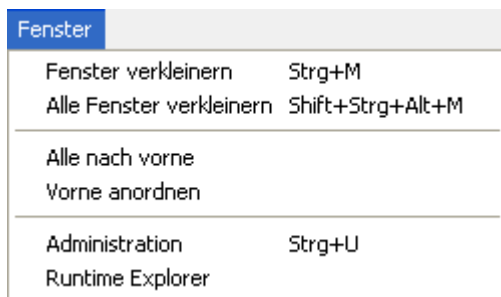 Fenster
Fenster verkleinern Strg+M
Alle Fenster verkleinern Shift+Strg+Alt+M
Alle nach vorne
Vorne anordnen
Administration Strg+U
Runtime Explorer